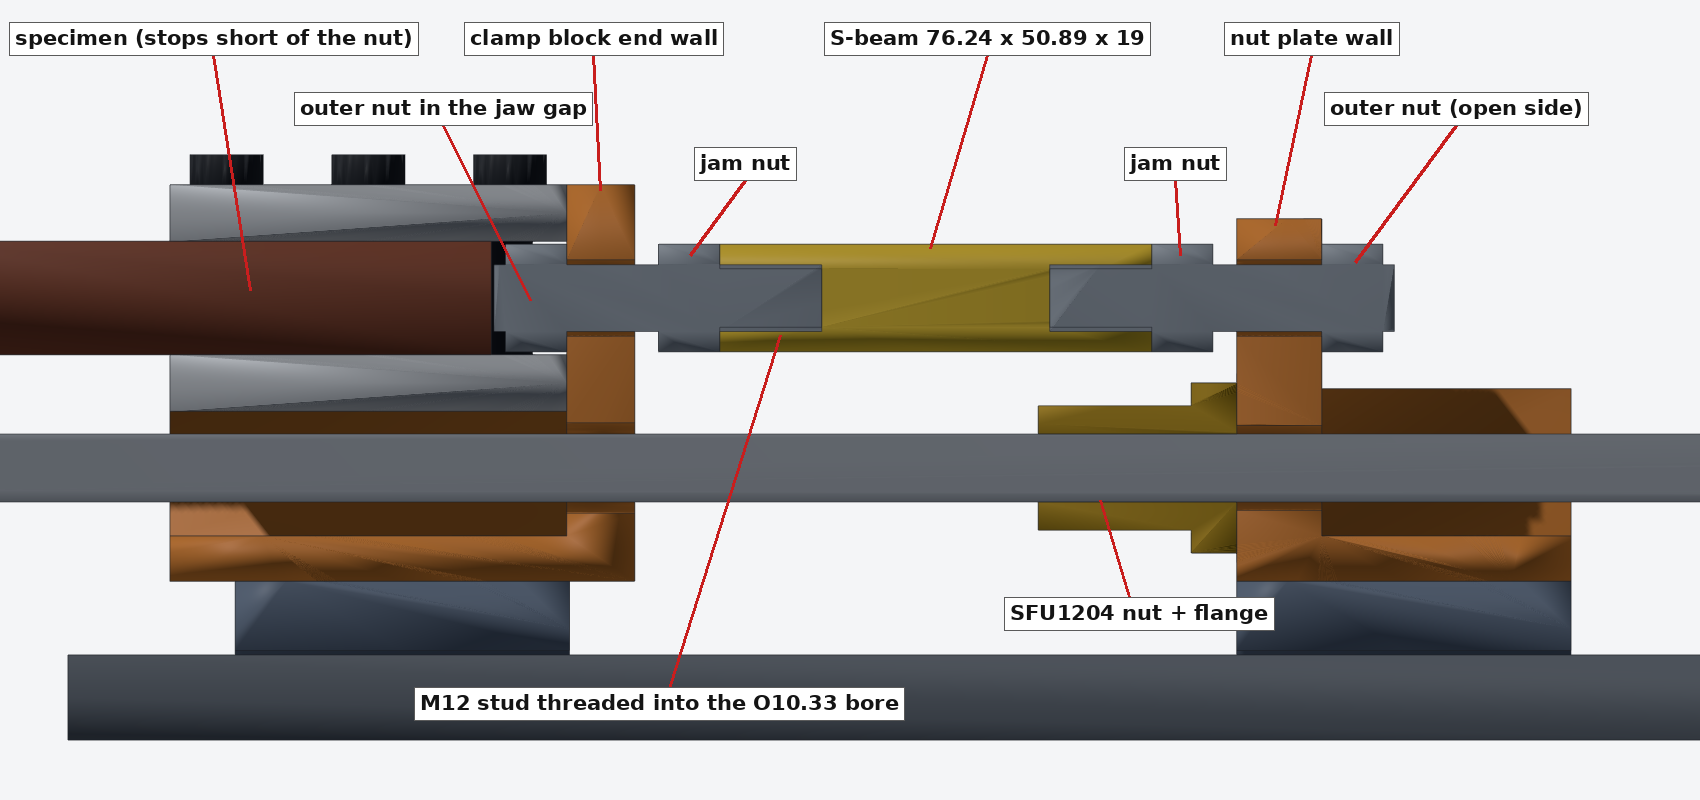 specimen (stops short of the nut)
clamp block end wall
S-beam 76.24 x 50.89 x 19
nut plate wall
outer nut in the jaw gap
outer nut (open side)
jam nut
jam nut
SFU1204 nut + flange
M12 stud threaded into the O10.33 bore